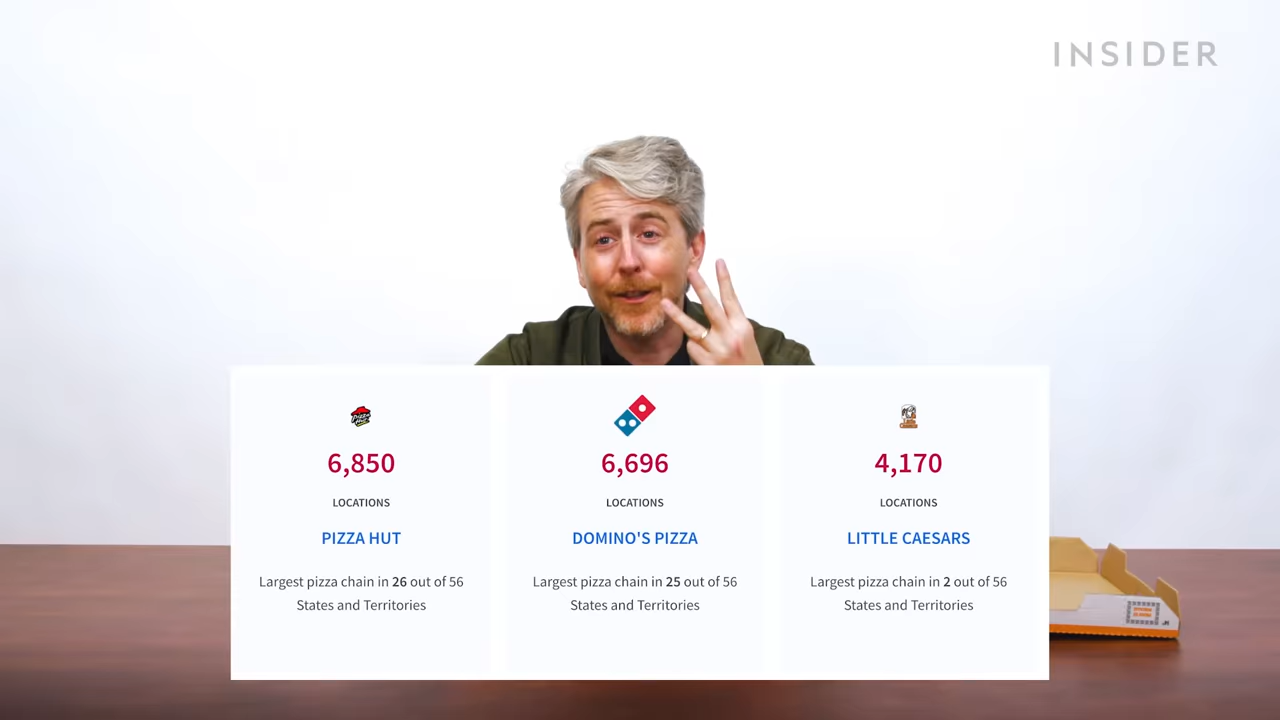 INSIDER
Pizza
Hut
6,850
LOCATIONS
PIZZA HUT
Largest pizza chain in 26 out of 56
States and Territories
6,696
LOCATIONS
DOMINO'S PIZZA
Largest pizza chain in 25 out of 56
States and Territories
4,170
LOCATIONS
LITTLE CAESARS
Largest pizza chain in 2 out of 56
States and Territories